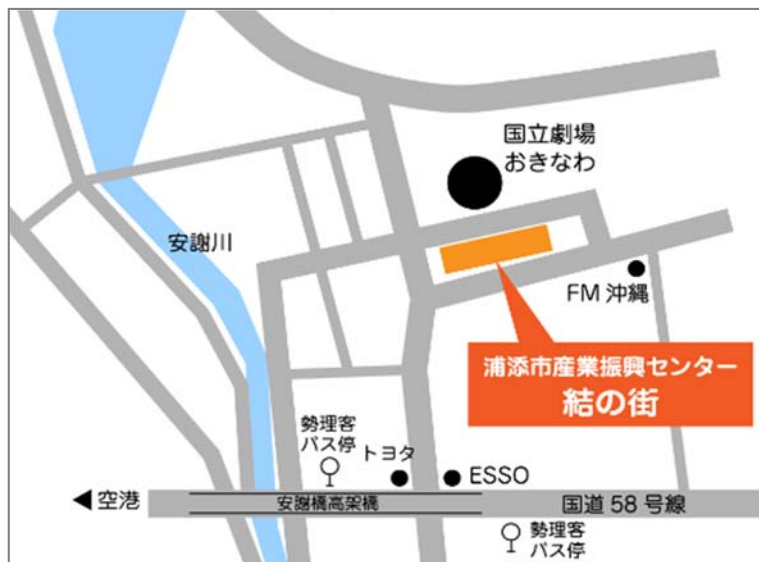 国立劇場
おきなわ
安謝川
FM 沖縄
浦添市産業振興センター
結の街
勢理客
バス停
トヨタ
ESSO
空港
安謝橋高架橋
国道 58 号線
勢理客
バス停